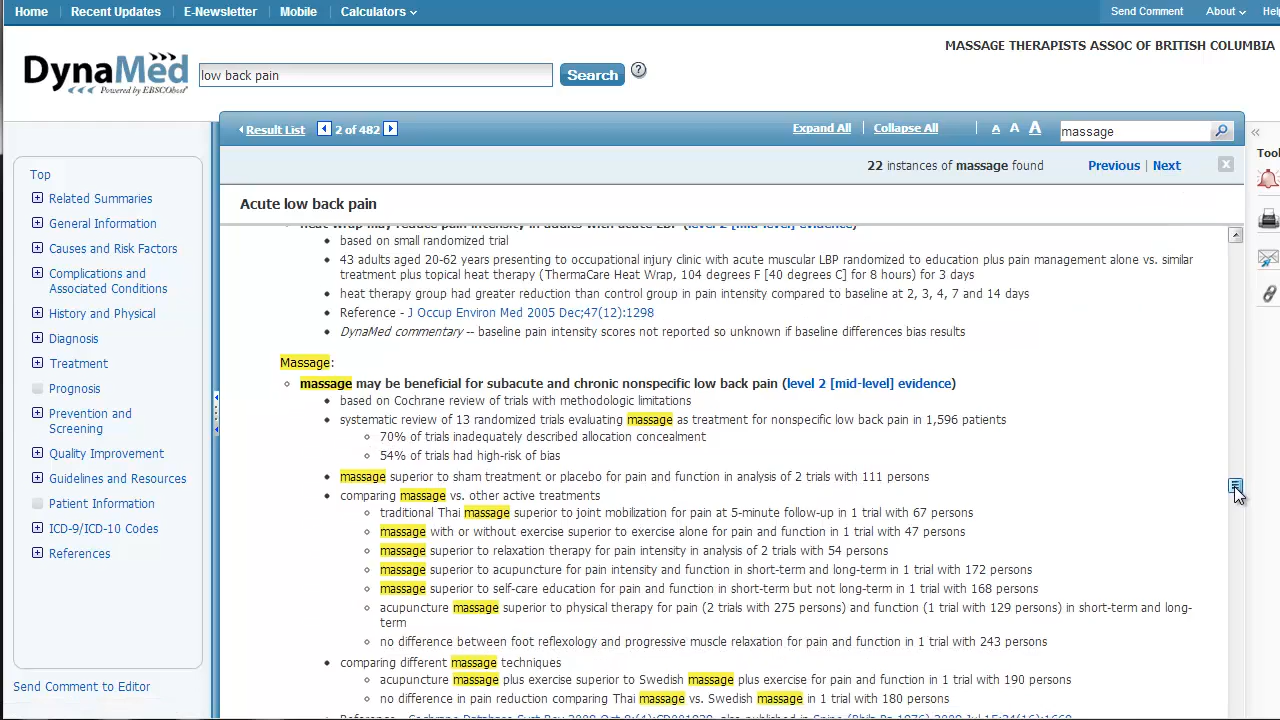 Home Recent Updates E-Newsletter Mobile Calculators Send Comment About Help
MASSAGE THERAPISTS ASSOC OF BRITISH COLUMBIA
DynaMed low back pain Search ?
Powered by EBSCOhost
Result List 2 of 482 Expand All Collapse All A A A massage
22 instances of massage found Previous | Next
Tool
Top
Related Summaries
General Information
Causes and Risk Factors
Complications and
Associated Conditions
History and Physical
Diagnosis
Treatment
Prognosis
Prevention and
Screening
Quality Improvement
Guidelines and Resources
Patient Information
ICD-9/ICD-10 Codes
References
Send Comment to Editor
Acute low back pain
heat wrap may reduce pain intensity in adults with acute LBP (level 2 [mid-level] evidence)
based on small randomized trial
43 adults aged 20-62 years presenting to occupational injury clinic with acute muscular LBP randomized to education plus pain management alone vs. similar
treatment plus topical heat therapy (ThermaCare Heat Wrap, 104 degrees F [40 degrees C] for 8 hours) for 3 days
heat therapy group had greater reduction than control group in pain intensity compared to baseline at 2, 3, 4, 7 and 14 days
Reference - J Occup Environ Med 2005 Dec;47(12):1298
DynaMed commentary -- baseline pain intensity scores not reported so unknown if baseline differences bias results
Massage:
massage may be beneficial for subacute and chronic nonspecific low back pain (level 2 [mid-level] evidence)
based on Cochrane review of trials with methodologic limitations
systematic review of 13 randomized trials evaluating massage as treatment for nonspecific low back pain in 1,596 patients
70% of trials inadequately described allocation concealment
54% of trials had high-risk of bias
massage superior to sham treatment or placebo for pain and function in analysis of 2 trials with 111 persons
comparing massage vs. other active treatments
traditional Thai massage superior to joint mobilization for pain at 5-minute follow-up in 1 trial with 67 persons
massage with or without exercise superior to exercise alone for pain and function in 1 trial with 47 persons
massage superior to relaxation therapy for pain intensity in analysis of 2 trials with 54 persons
massage superior to acupuncture for pain intensity and function in short-term and long-term in 1 trial with 172 persons
massage superior to self-care education for pain and function in short-term but not long-term in 1 trial with 168 persons
acupuncture massage superior to physical therapy for pain (2 trials with 275 persons) and function (1 trial with 129 persons) in short-term and long-
term
no difference between foot reflexology and progressive muscle relaxation for pain and function in 1 trial with 243 persons
comparing different massage techniques
acupuncture massage plus exercise superior to Swedish massage plus exercise for pain and function in 1 trial with 190 persons
no difference in pain reduction comparing Thai massage vs. Swedish massage in 1 trial with 180 persons